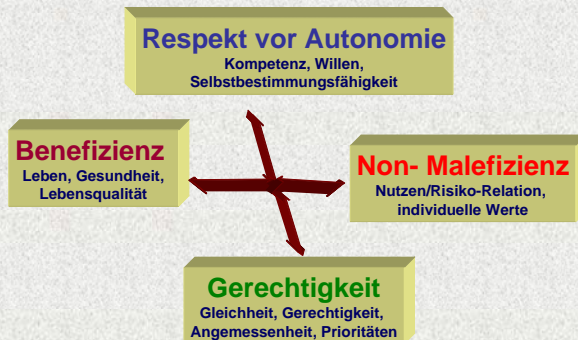 Respekt vor Autonomie
Kompetenz, Willen,
Selbstbestimmungsfähigkeit
Benefizienz
Leben, Gesundheit,
Lebensqualität
Non- Malefizienz
Nutzen/Risiko-Relation,
individuelle Werte
Gerechtigkeit
Gleichheit, Gerechtigkeit,
Angemessenheit, Prioritäten